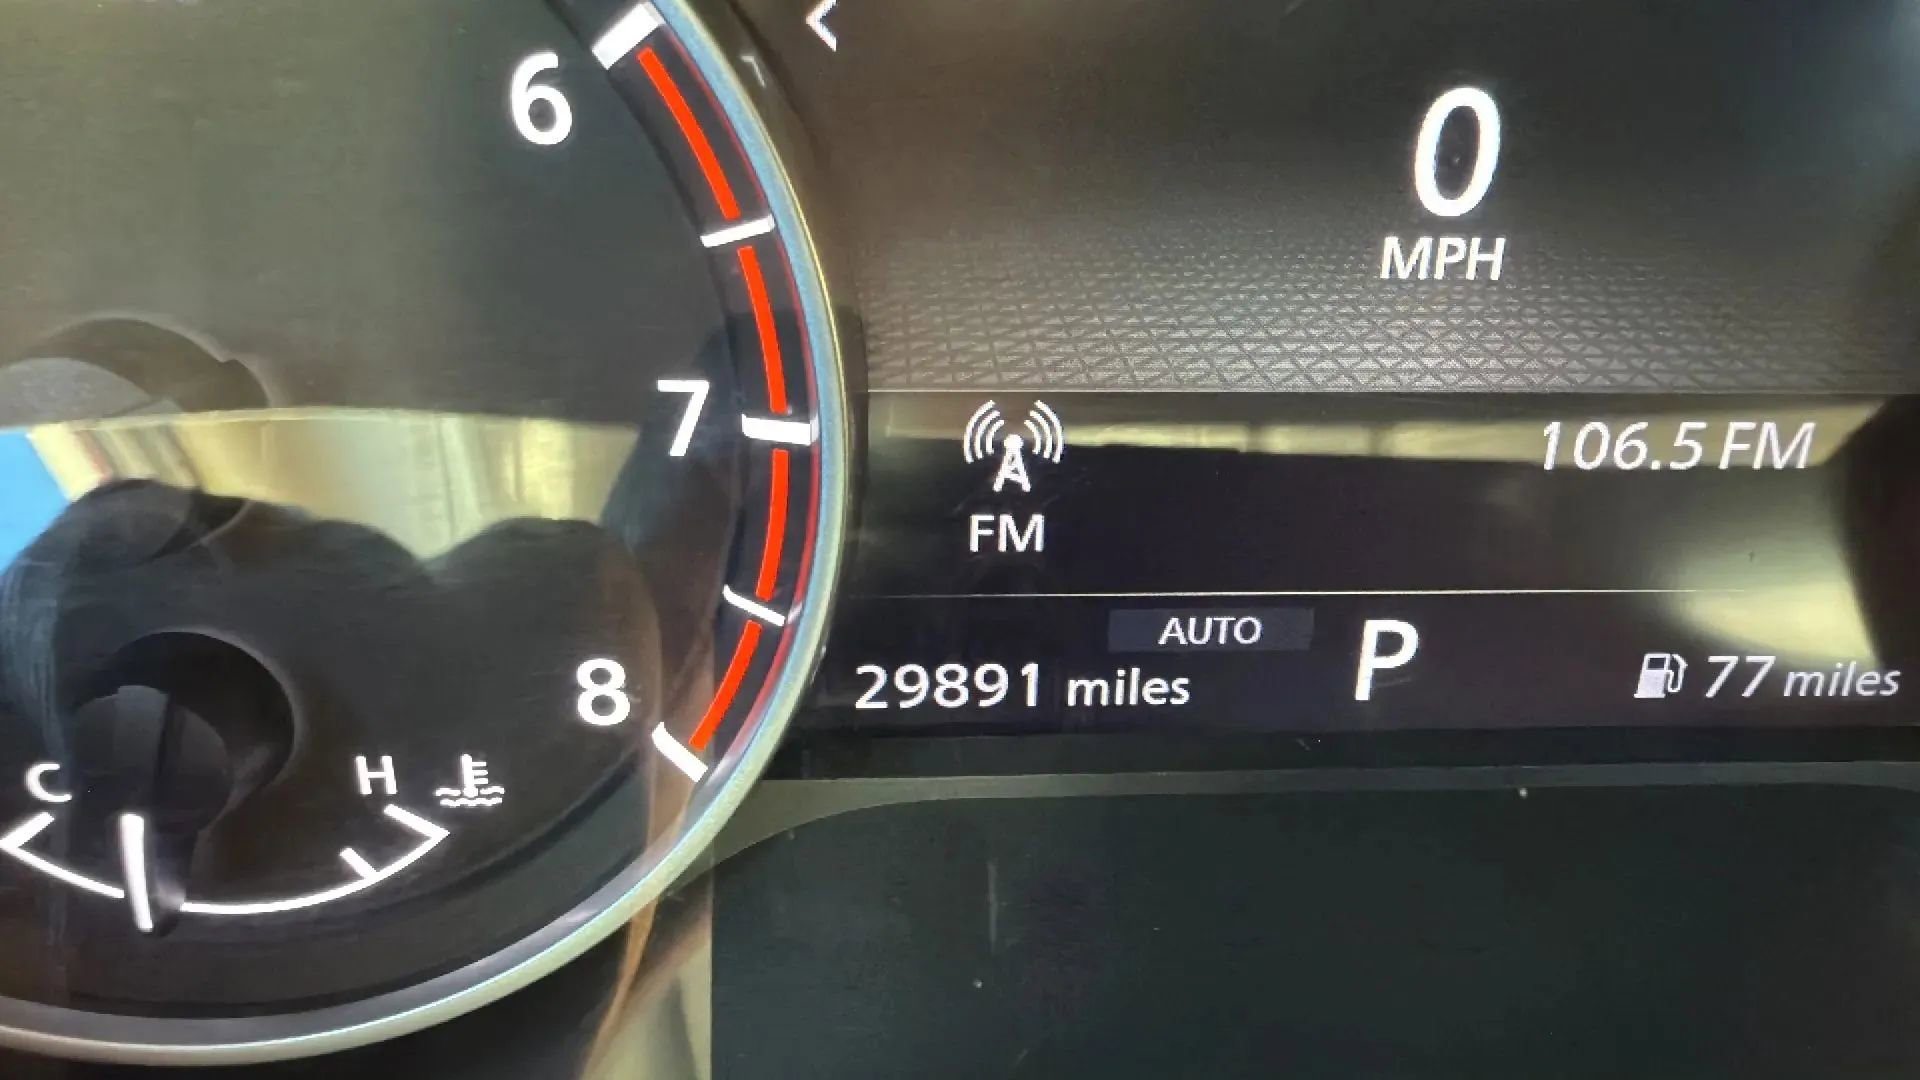 6
0
MPH
7
106.5 FM
FM
AUTO
P
8
29891 miles
77 miles
C
H